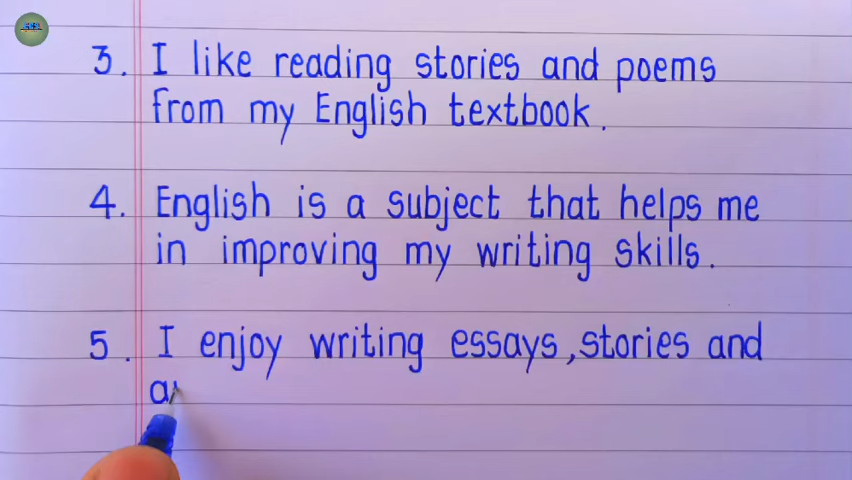 3. I like reading stories and poems
from my English textbook.
4. English is a subject that helps me
in improving my writing skills.
5. I enjoy writing essays, stories and